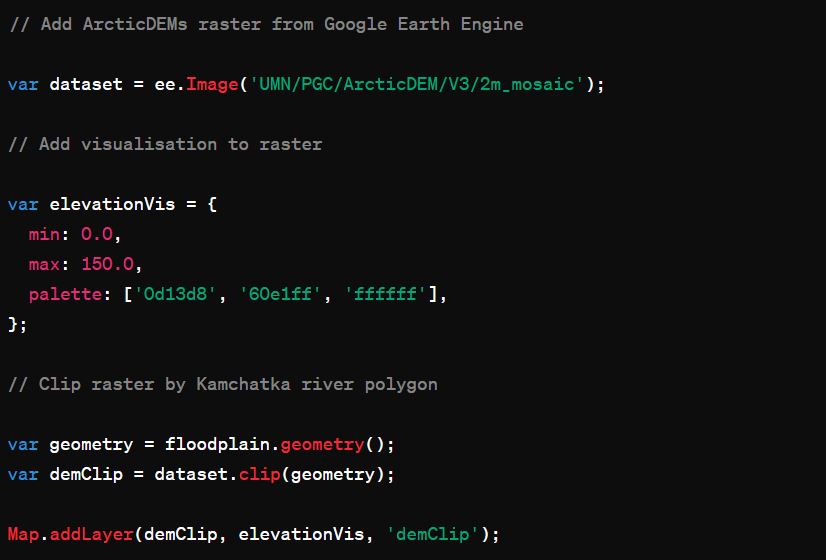 // Add ArcticDEMs raster from Google Earth Engine
var dataset = ee.Image('UMN/PGC/ArcticDEM/V3/2m_mosaic');
// Add visualisation to raster
var elevationVis = {
  min: 0.0,
  max: 150.0,
  palette: ['0d13d8', '60e1ff', 'ffffff'],
};
// Clip raster by Kamchatka river polygon
var geometry = floodplain.geometry();
var demClip = dataset.clip(geometry);
Map.addLayer(demClip, elevationVis, 'demClip');